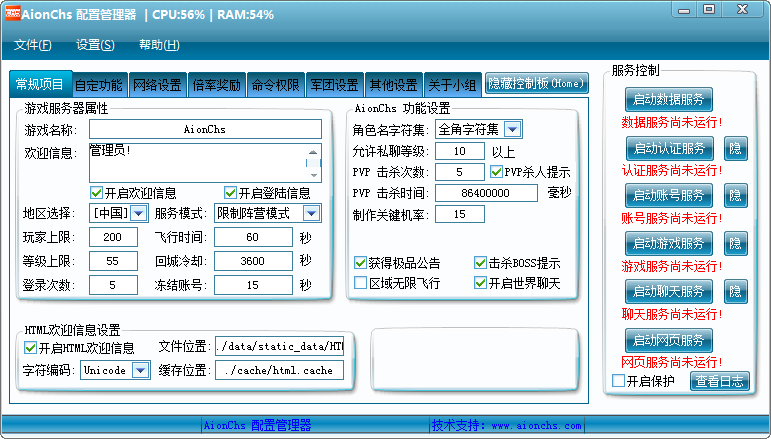 AionChs 配置管理器 | CPU:56% | RAM:54%
文件(F) 设置(S) 帮助(H)
常规项目 自定功能 网络设置 倍率奖励 命令权限 军团设置 其他设置 关于小组 隐藏控制板(Home)
游戏服务器属性
游戏名称: AionChs
欢迎信息: 管理员!
开启欢迎信息 开启登陆信息
地区选择: [中国] 服务模式: 限制阵营模式
玩家上限: 200 飞行时间: 60 秒
等级上限: 55 回城冷却: 3600 秒
登录次数: 5 冻结账号: 15 秒
AionChs 功能设置
角色名字符集: 全角字符集
允许私聊等级: 10 以上
PVP 击杀次数: 5 PVP杀人提示
PVP 击杀时间: 86400000 毫秒
制作关键机率: 15
获得极品公告 击杀BOSS提示
区域无限飞行 开启世界聊天
HTML欢迎信息设置
开启HTML欢迎信息 文件位置: ./data/static_data/HTM
字符编码: Unicode 缓存位置: ./cache/html.cache
服务控制
启动数据服务
数据服务尚未运行!
启动认证服务 隐
认证服务尚未运行!
启动账号服务 隐
账号服务尚未运行!
启动游戏服务 隐
游戏服务尚未运行!
启动聊天服务 隐
聊天服务尚未运行!
启动网页服务
网页服务尚未运行!
开启保护 查看日志
AionChs 配置管理器 技术支持: www.aionchs.com